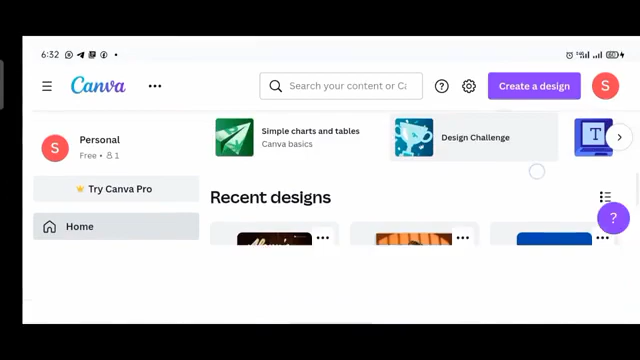 6:32
Canva
Search your content or Ca
?
Create a design
S
S
Personal
Free • 1
Try Canva Pro
Home
Simple charts and tables
Canva basics
Design Challenge
T
Recent designs
?